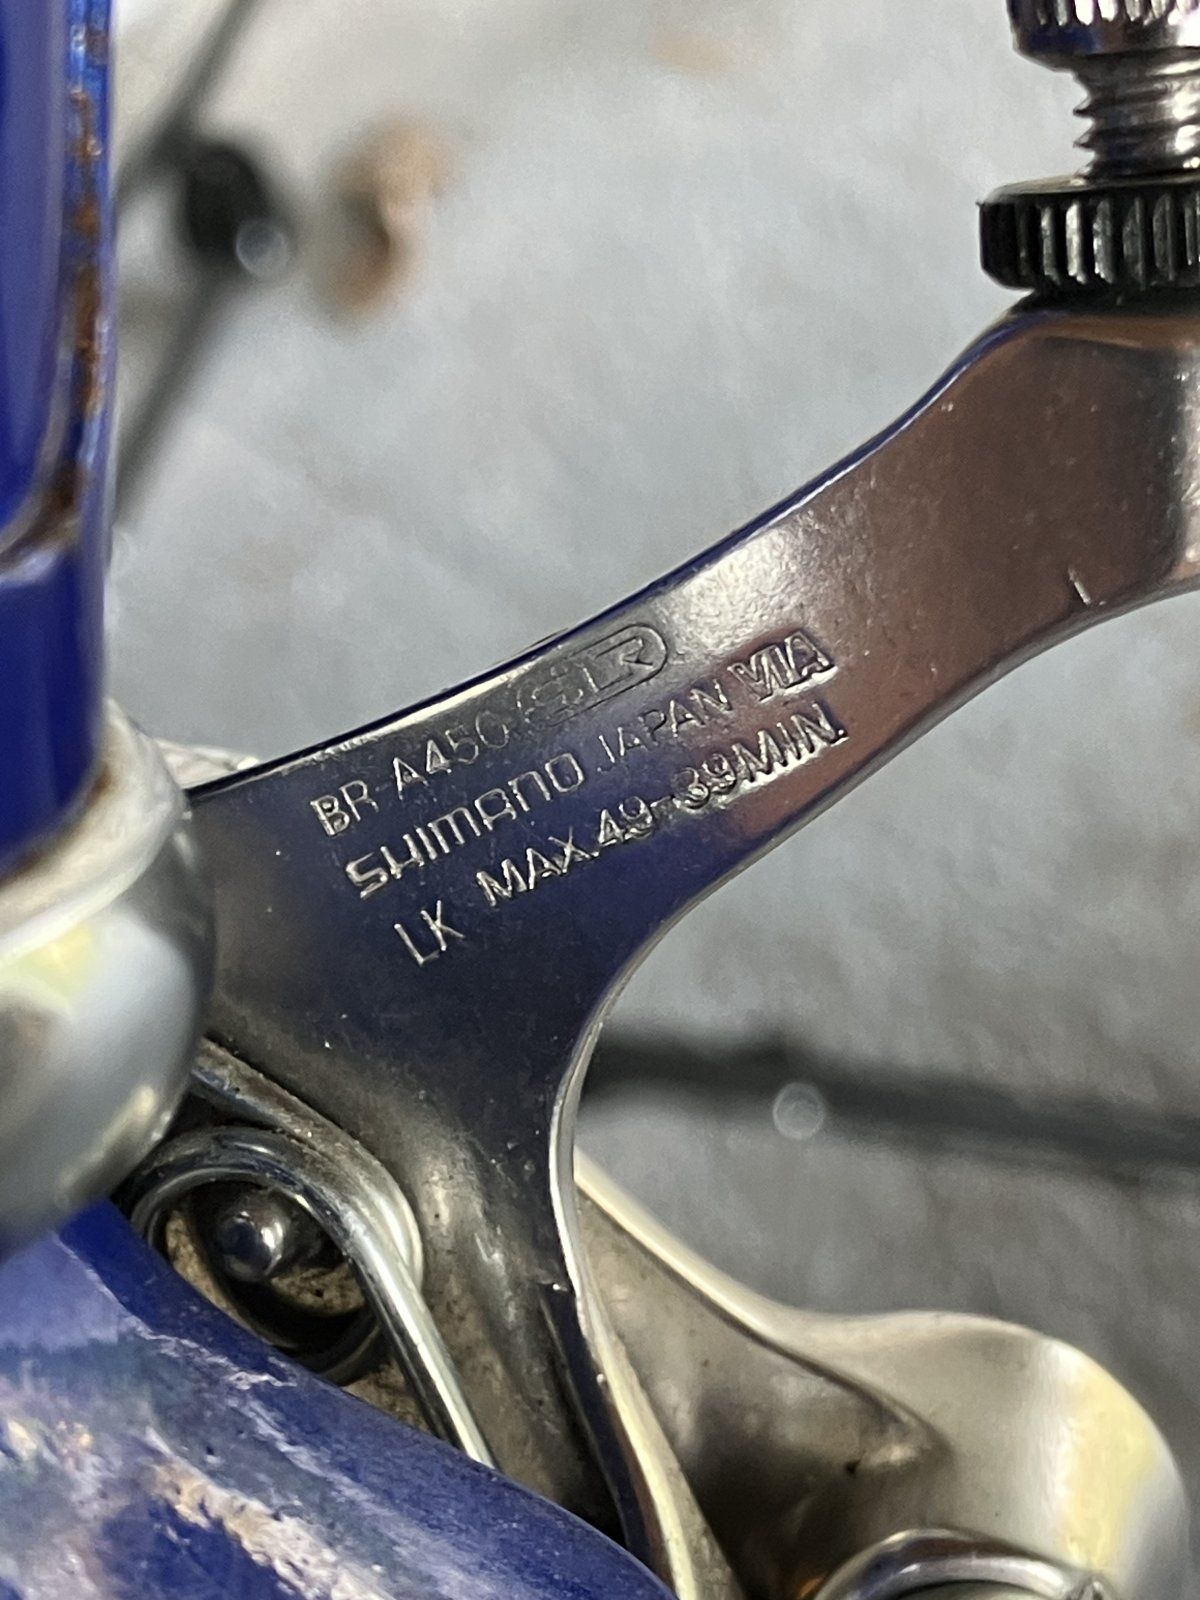 BR-A450 SLR
SHIMANO JAPAN VIA
LK MAX.49-39MIN.